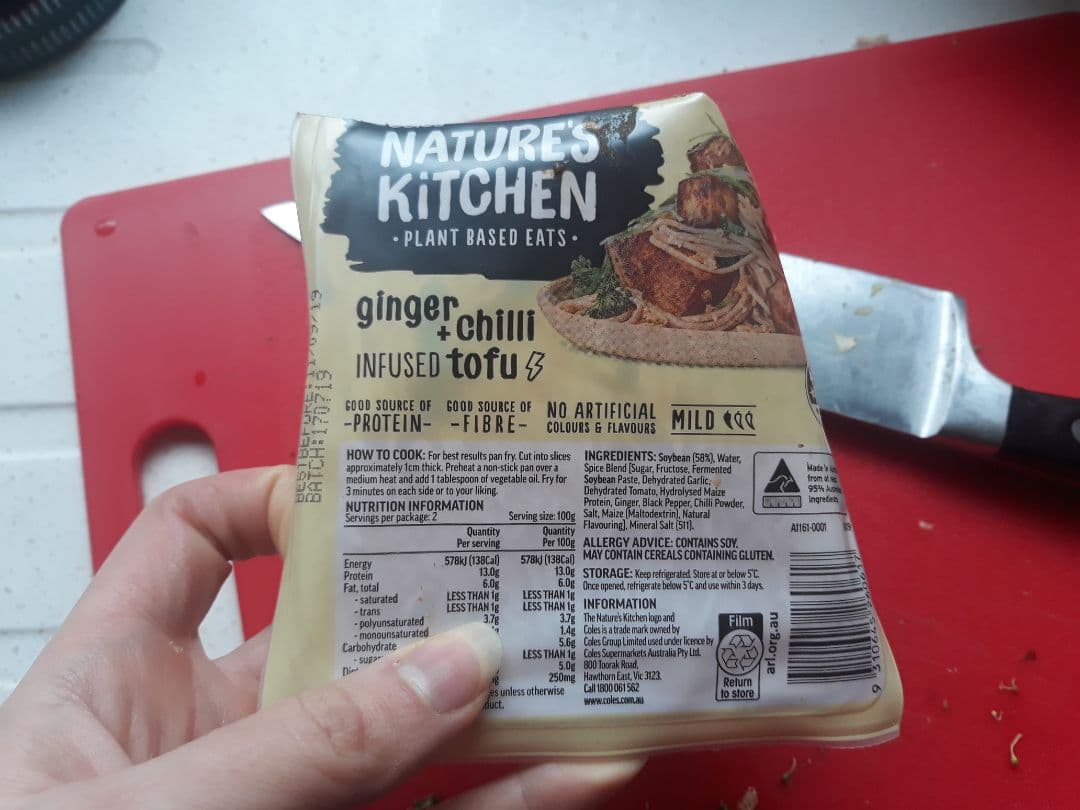 NATURE'S
KiTCHEN
• PLANT BASED EATS •
ginger
+ chilli
INFUSED tofu
GOOD SOURCE OF
-PROTEIN-
GOOD SOURCE OF
-FIBRE-
NO ARTIFICIAL
COLOURS & FLAVOURS
MILD
BEST BEFORE:
BATCH:170719
HOW TO COOK: For best results pan fry. Cut into slices
approximately 1cm thick. Preheat a non-stick pan over a
medium heat and add 1 tablespoon of vegetable oil. Fry for
3 minutes on each side or to your liking.
NUTRITION INFORMATION
Servings per package: 2 Serving size: 100g
Quantity Quantity
Per serving Per 100g
Energy 578kJ (138Cal) 578kJ (138Cal)
Protein 13.0g 13.0g
Fat, total 6.0g 6.0g
- saturated LESS THAN 1g LESS THAN 1g
- trans LESS THAN 1g LESS THAN 1g
- polyunsaturated 3.7g 3.7g
- monounsaturated 1.4g
Carbohydrate 5.6g
LESS THAN 1g
5.0g
250mg
unless otherwise
INGREDIENTS: Soybean (58%), Water,
Spice Blend [Sugar, Fructose, Fermented
Soybean Paste, Dehydrated Garlic,
Dehydrated Tomato, Hydrolysed Maize
Protein, Ginger, Black Pepper, Chilli Powder,
Salt, Maize (Maltodextrin), Natural
Flavouring], Mineral Salt (511).
ALLERGY ADVICE: CONTAINS SOY.
MAY CONTAIN CEREALS CONTAINING GLUTEN.
STORAGE: Keep refrigerated. Store at or below 5°C.
Once opened, refrigerate below 5°C and use within 3 days.
INFORMATION
The Nature's Kitchen logo and
Coles is a trade mark owned by
Coles Group Limited used under licence by
Coles Supermarkets Australia Pty Ltd.
800 Toorak Road,
Hawthorn East, Vic 3123.
Call 1800 061 562
www.coles.com.au
Made in
from at
95%
ingredients
A1161-0001
Film
Return
to store
arl.org.au